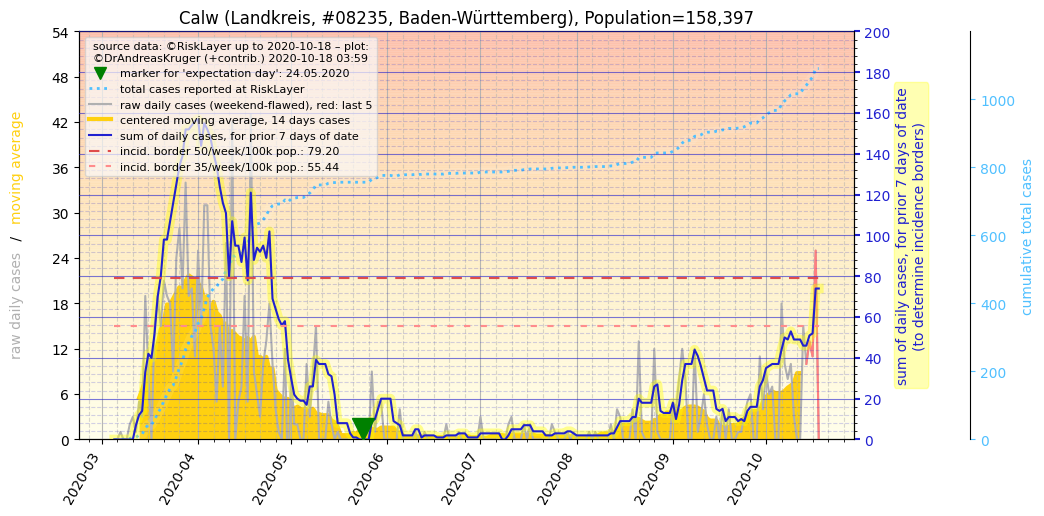 Calw (Landkreis, #08235, Baden-Württemberg), Population=158,397
source data: ©RiskLayer up to 2020-10-18 – plot:
©DrAndreasKruger (+contrib.) 2020-10-18 03:59
marker for 'expectation day': 24.05.2020
total cases reported at RiskLayer
raw daily cases (weekend-flawed), red: last 5
centered moving average, 14 days cases
sum of daily cases, for prior 7 days of date
incid. border 50/week/100k pop.: 79.20
incid. border 35/week/100k pop.: 55.44
raw daily cases / moving average
54
48
42
36
30
24
18
12
6
0
2020-03
2020-04
2020-05
2020-06
2020-07
2020-08
2020-09
2020-10
200
180
160
140
120
100
80
60
40
20
0
sum of daily cases, for prior 7 days of date
(to determine incidence borders)
1000
800
600
400
200
0
cumulative total cases